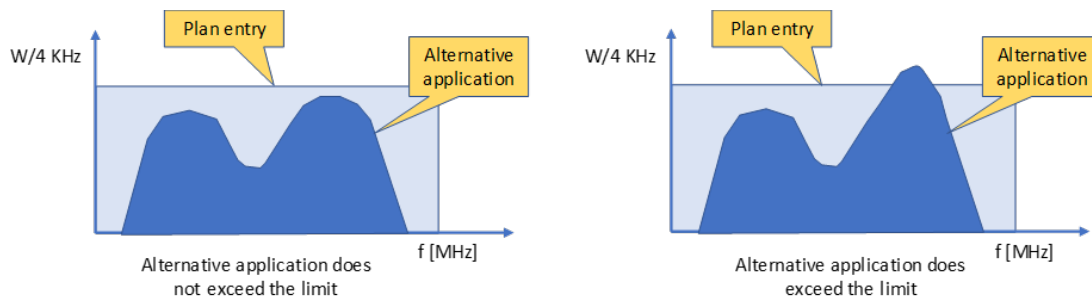 Plan entry
W/4 KHz
Alternative
application
f [MHz]
Alternative application does
not exceed the limit
Plan entry
W/4 KHz
Alternative
application
f [MHz]
Alternative application does
exceed the limit